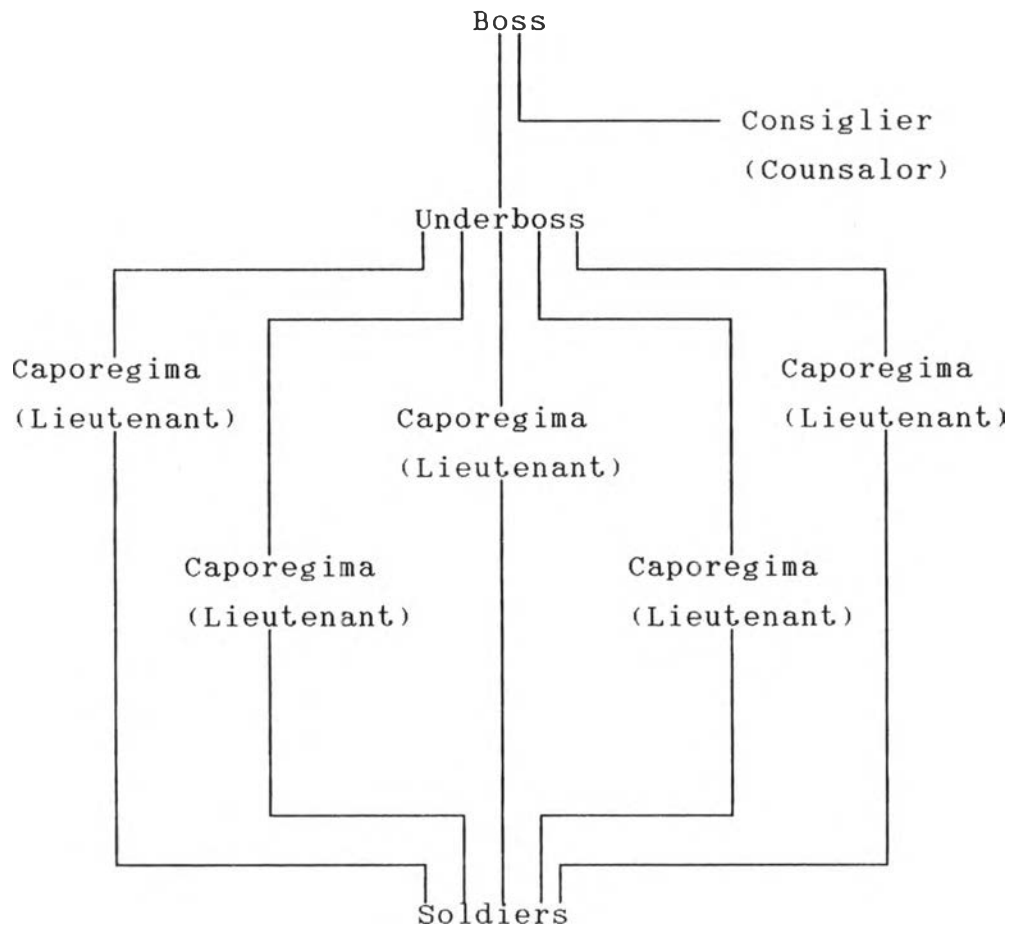 Boss
Consiglier
(Counsalor)
Underboss
Caporegima
(Lieutenant)
Caporegima
(Lieutenant)
Caporegima
(Lieutenant)
Caporegima
(Lieutenant)
Caporegima
(Lieutenant)
Soldiers